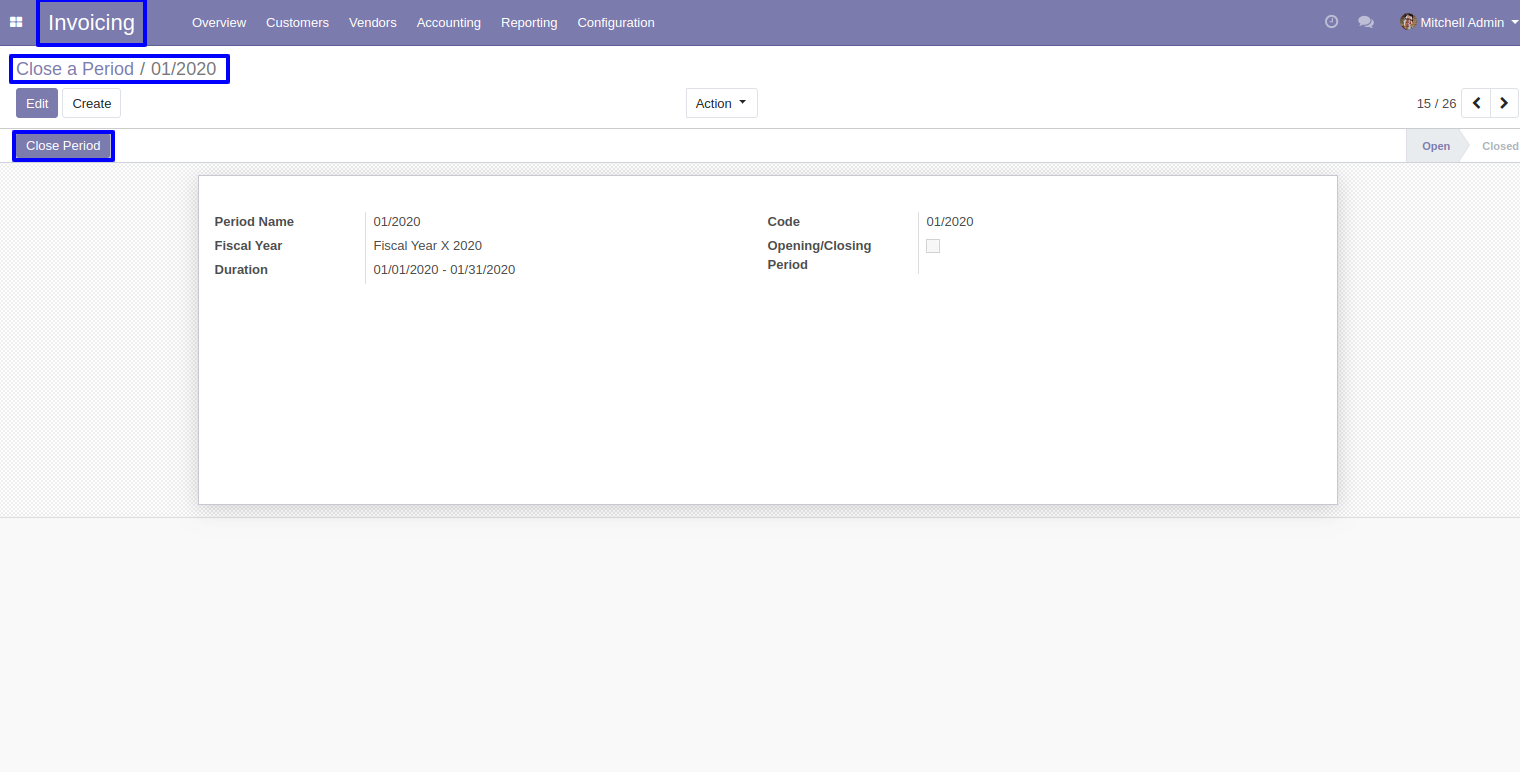 Invoicing Overview Customers Vendors Accounting Reporting Configuration Mitchell Admin
Close a Period / 01/2020
Edit Create Action 15 / 26
Close Period Open Closed
Period Name 01/2020 Code 01/2020
Fiscal Year Fiscal Year X 2020 Opening/Closing
Period
Duration 01/01/2020 - 01/31/2020